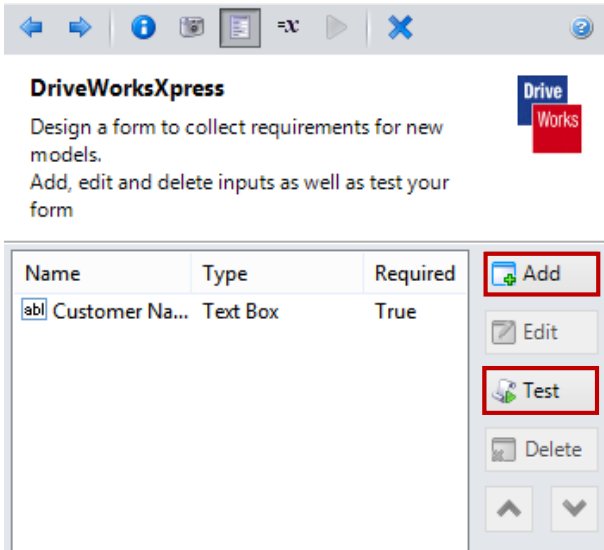 =x
DriveWorksXpress
Drive
Works
Design a form to collect requirements for new
models.
Add, edit and delete inputs as well as test your
form
Name Type Required
Add
abl Customer Na... Text Box True
Edit
Test
Delete